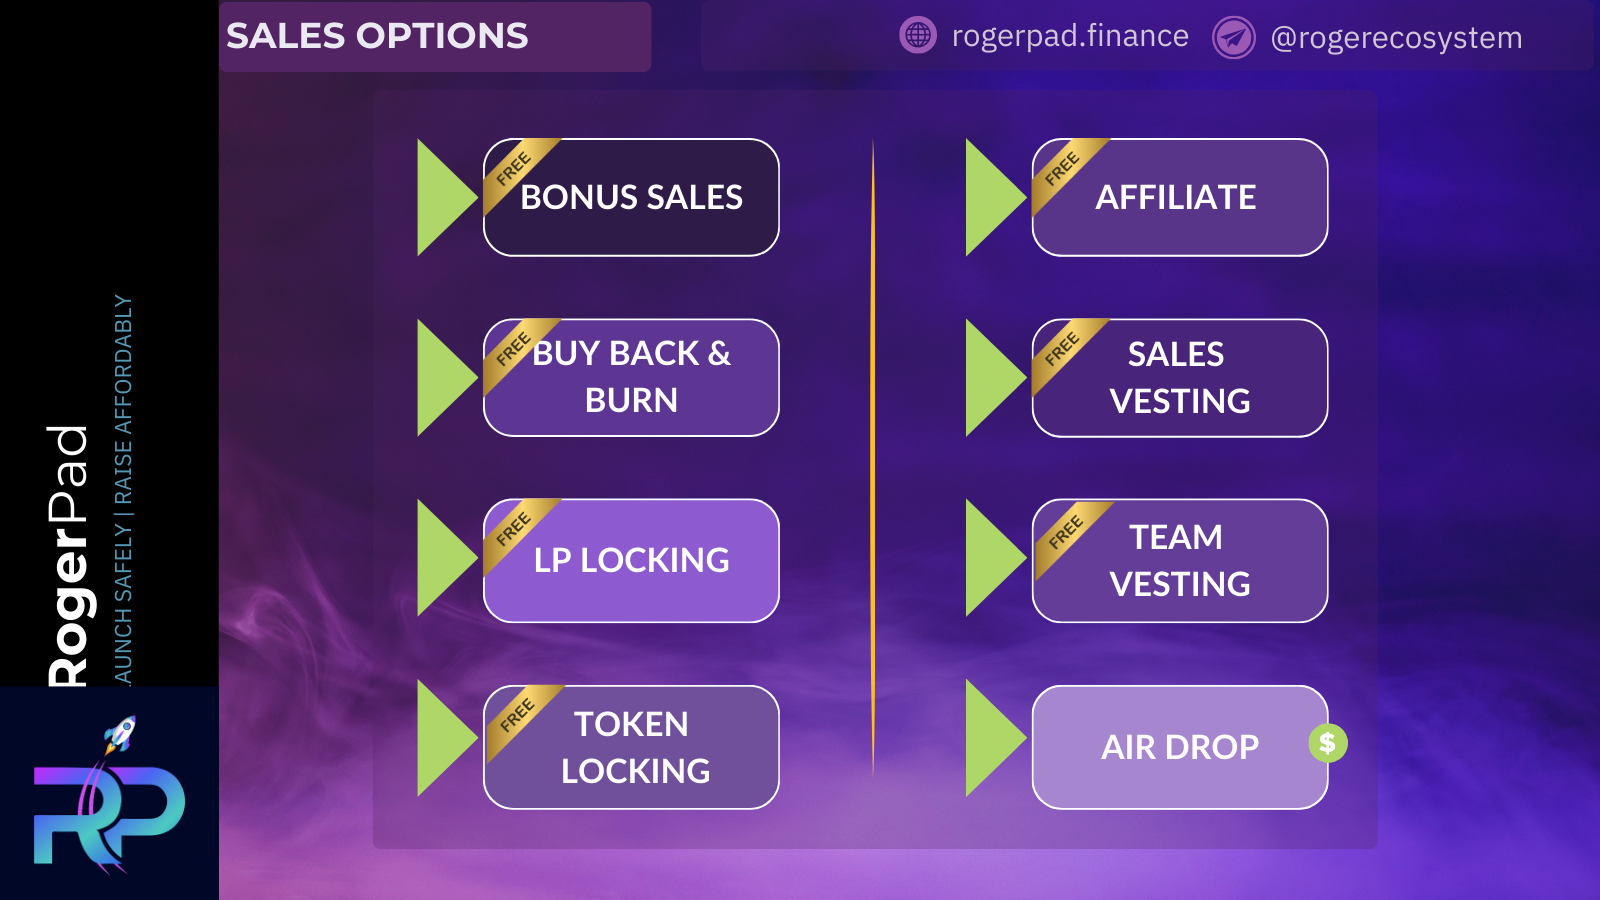 SALES OPTIONS
rogerpad.finance
@rogerecosystem
FREE
BONUS SALES
FREE
AFFILIATE
FREE
BUY BACK &
BURN
FREE
SALES
VESTING
FREE
LP LOCKING
FREE
TEAM
VESTING
FREE
TOKEN
LOCKING
AIR DROP
$
RogerPad
AUNCH SAFELY | RAISE AFFORDABLY
RP